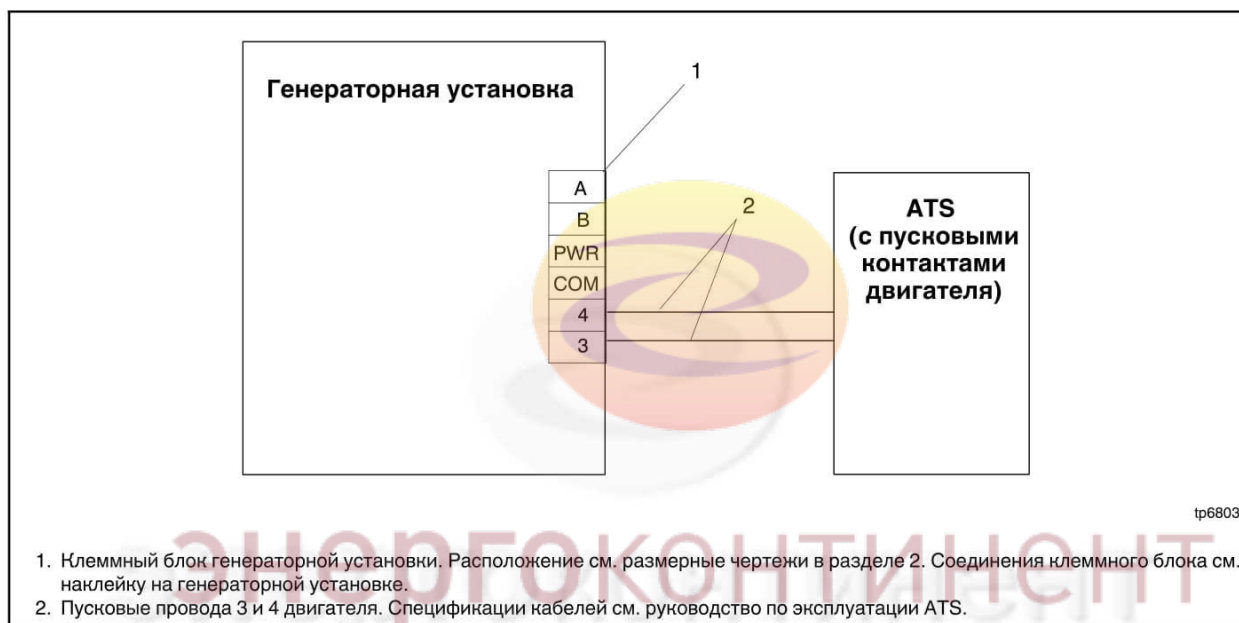 Генераторная установка
1
A
B
PWR
COM
4
3
2
ATS
(с пусковыми
контактами
двигателя)
tp6803
энергоконтинент
1. Клеммный блок генераторной установки. Расположение см. размерные чертежи в разделе 2. Соединения клеммного блока см.
наклейку на генераторной установке.
2. Пусковые провода 3 и 4 двигателя. Спецификации кабелей см. руководство по эксплуатации ATS.